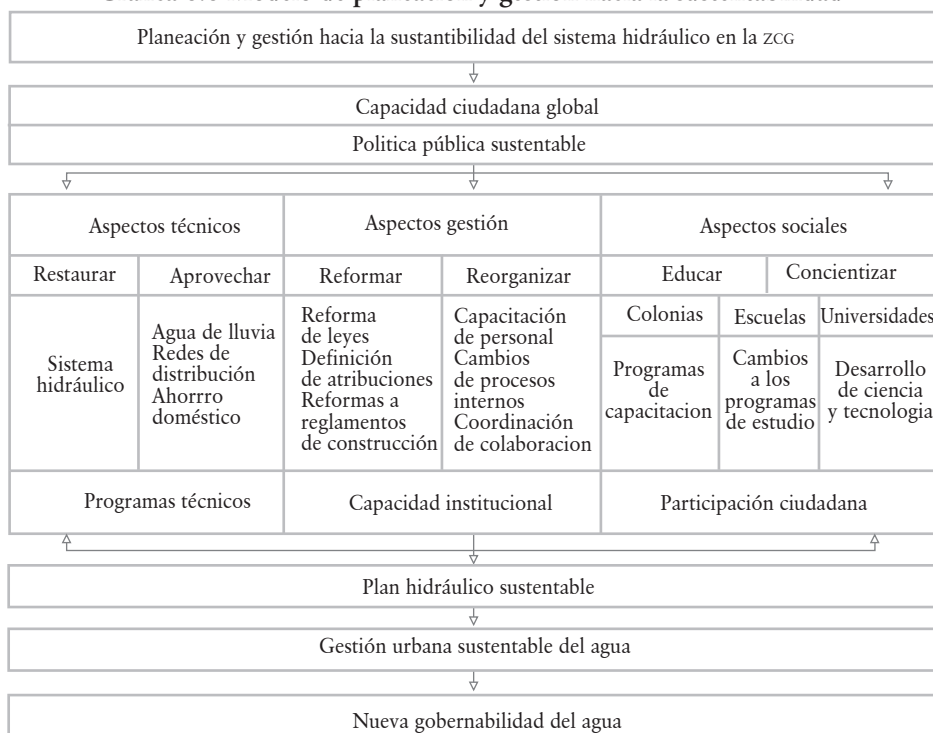 Planeación y gestión hacia la sustantibilidad del sistema hidráulico en la ZCG
Capacidad ciudadana global
Politica pública sustentable
Aspectos técnicos
Aspectos gestión
Aspectos sociales
Restaurar
Aprovechar
Reformar
Reorganizar
Educar
Concientizar
Sistema
hidráulico
Agua de lluvia
Redes de
distribución
Ahorrro
doméstico
Reforma
de leyes
Definición
de atribuciones
Reformas a
reglamentos
de construcción
Capacitación
de personal
Cambios
de procesos
internos
Coordinación
de colaboracion
Colonias
Escuelas
Universidades
Programas
de
capacitacion
Cambios
a los
programas
de estudio
Desarrollo
de ciencia
y tecnologia
Programas técnicos
Capacidad institucional
Participación ciudadana
Plan hidráulico sustentable
Gestión urbana sustentable del agua
Nueva gobernabilidad del agua